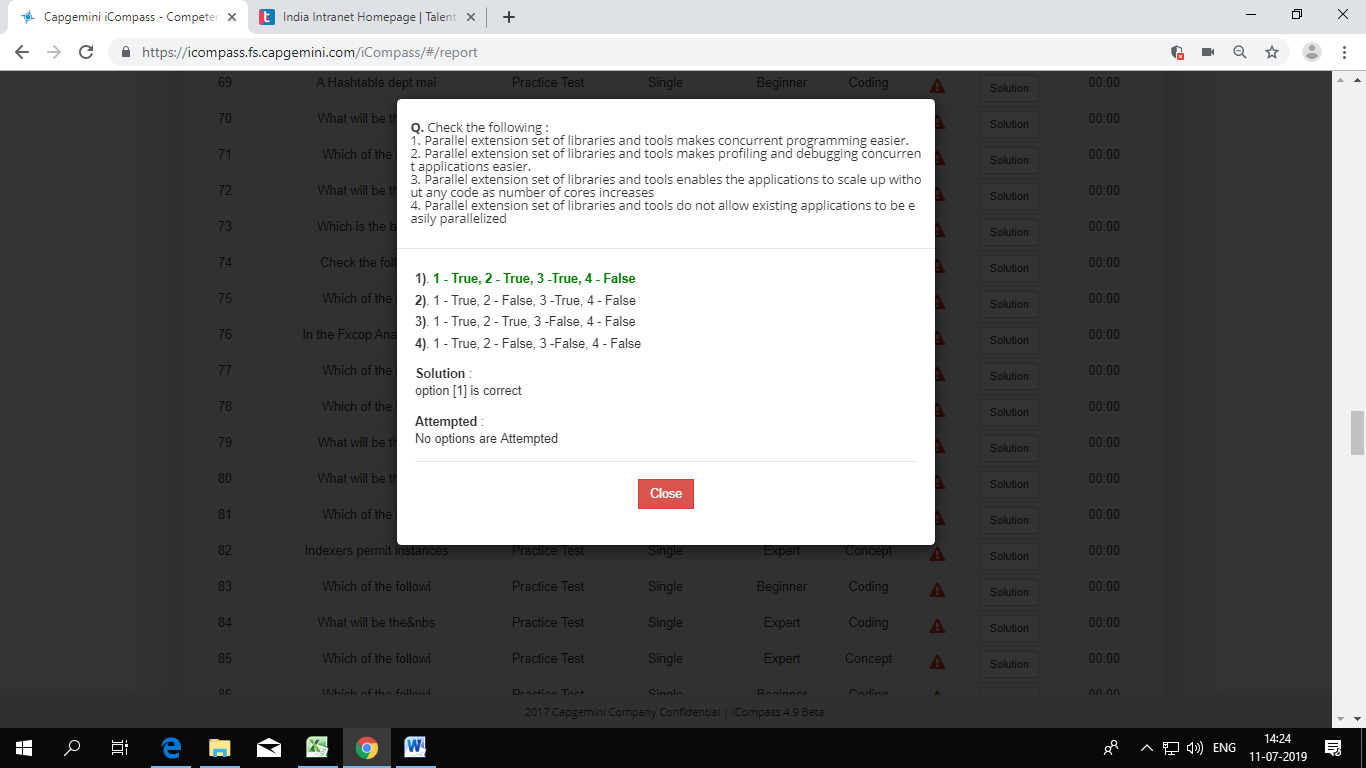 Capgemini iCompass - Competen
India Intranet Homepage | Talent
https://icompass.fs.capgemini.com/iCompass/#/report
69 A Hashtable dept mai Practice Test Single Beginner Coding Solution 00:00
70 What will be th Solution 00:00
71 Which of the Solution 00:00
72 What will be th Solution 00:00
73 Which is the b Solution 00:00
74 Check the foll Solution 00:00
75 Which of the Solution 00:00
76 In the Fxcop Ana Solution 00:00
77 Which of the Solution 00:00
78 Which of the Solution 00:00
79 What will be th Solution 00:00
80 What will be th Solution 00:00
81 Which of the Solution 00:00
82 Indexers permit instances Practice Test Single Expert Concept Solution 00:00
83 Which of the followi Practice Test Single Beginner Coding Solution 00:00
84 What will be the&nbs Practice Test Single Expert Coding Solution 00:00
85 Which of the followi Practice Test Single Expert Concept Solution 00:00
86 Which of the followi Practice Test Single Beginner Coding 00:00
Q. Check the following :
1. Parallel extension set of libraries and tools makes concurrent programming easier.
2. Parallel extension set of libraries and tools makes profiling and debugging concurren
t applications easier.
3. Parallel extension set of libraries and tools enables the applications to scale up witho
ut any code as number of cores increases
4. Parallel extension set of libraries and tools do not allow existing applications to be e
asily parallelized
1). 1 - True, 2 - True, 3 -True, 4 - False
2). 1 - True, 2 - False, 3 -True, 4 - False
3). 1 - True, 2 - True, 3 -False, 4 - False
4). 1 - True, 2 - False, 3 -False, 4 - False
Solution :
option [1] is correct
Attempted :
No options are Attempted
Close
2017 Capgemini Company Confidential | iCompass 4.9 Beta
ENG
14:24
11-07-2019